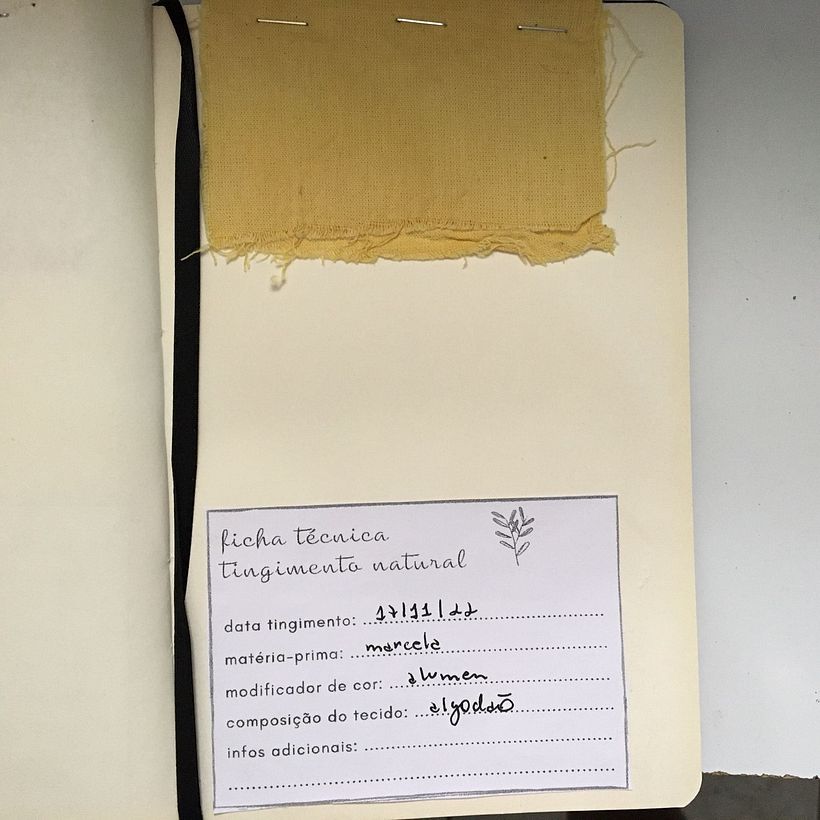 ficha técnica
tingimento natural
data tingimento: 17/11/22
matéria-prima: marcela
modificador de cor: alumen
composição do tecido: algodão
infos adicionais: